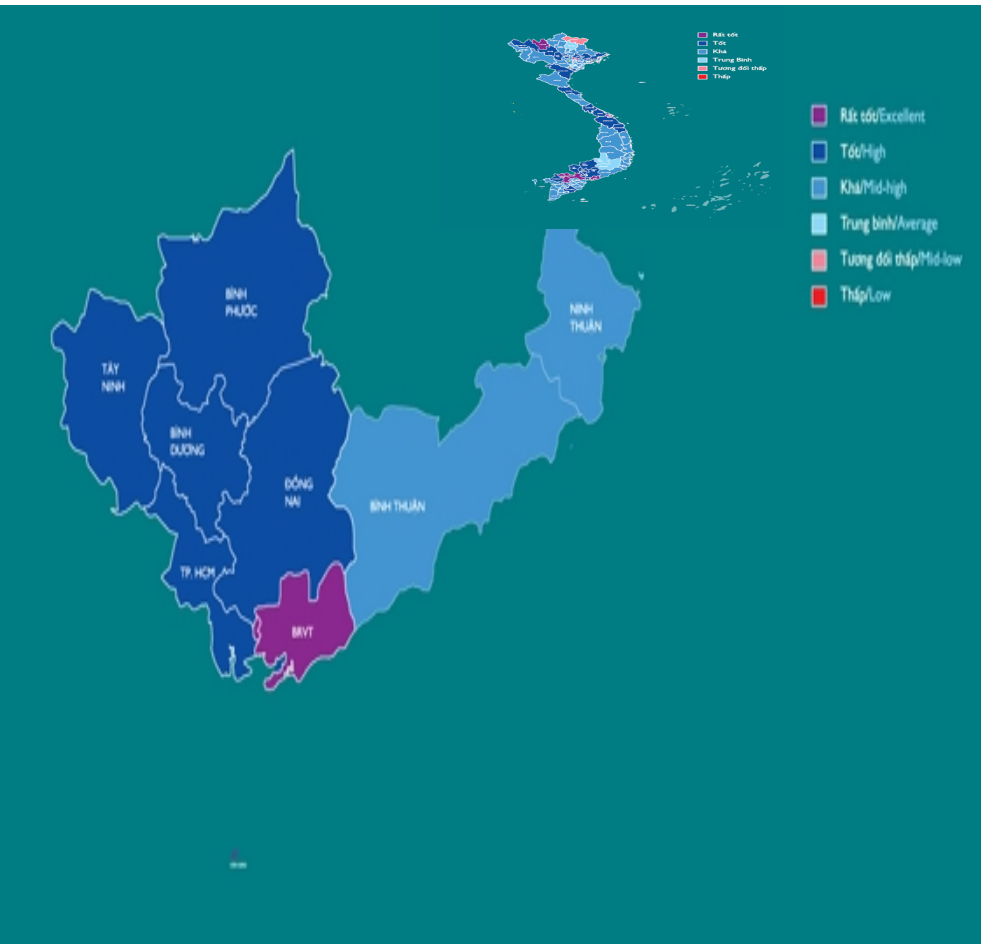 Rất tốt
Tốt
Khá
Trung Bình
Tương đối thấp
Thấp
Rất tốt/Excellent
Tốt/High
Khá/Mid-high
Trung bình/Average
Tương đối thấp/Mid-low
Thấp/Low
BÌNH
PHƯỚC
NINH
THUẬN
TÂY
NINH
BÌNH
DƯƠNG
ĐỒNG
NAI
BÌNH THUẬN
TP. HCM
BRVT